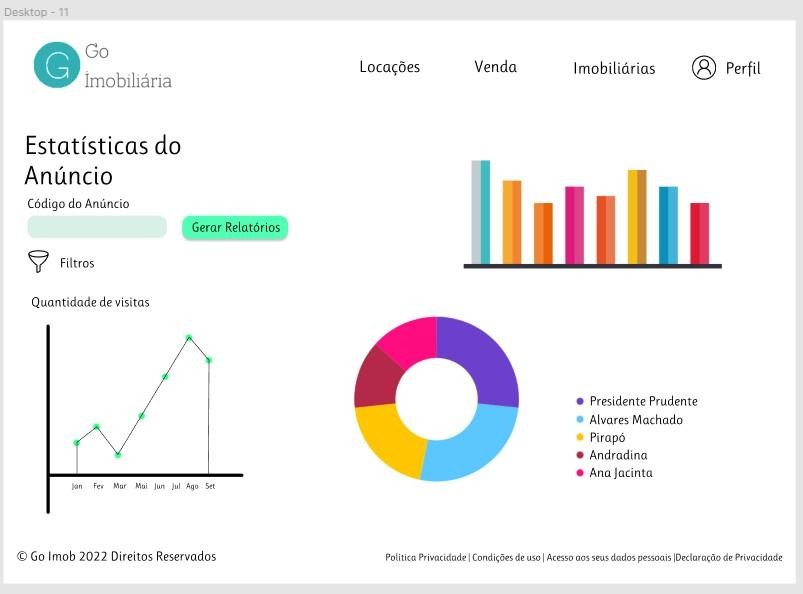 Desktop - 11
G
Go
Imobiliária
Locações
Venda
Imobiliárias
Perfil
Estatísticas do
Anúncio
Código do Anúncio
Gerar Relatórios
Filtros
Quantidade de visitas
Jan Fev Mar Mai Jun Jul Ago Set
Presidente Prudente
Alvares Machado
Pirapó
Andradina
Ana Jacinta
© Go Imob 2022 Direitos Reservados
Politica Privacidade | Condições de uso | Acesso aos seus dados pessoais |Declaração de Privacidade